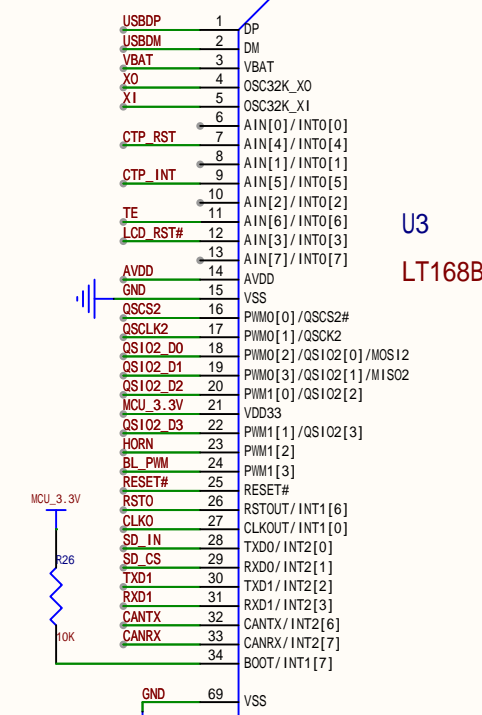 USBDP 1 DP
USBDM 2 DM
VBAT 3 VBAT
XO 4 OSC32K_XO
XI 5 OSC32K_XI
6 AIN[0]/INT0[0]
CTP_RST 7 AIN[4]/INT0[4]
8 AIN[1]/INT0[1]
CTP_INT 9 AIN[5]/INT0[5]
10 AIN[2]/INT0[2]
TE 11 AIN[6]/INT0[6]
LCD_RST# 12 AIN[3]/INT0[3]
13 AIN[7]/INT0[7]
AVDD 14 AVDD
GND 15 VSS
QSCS2 16 PWM0[0]/QSCS2#
QSCLK2 17 PWM0[1]/QSCK2
QSIO2_D0 18 PWM0[2]/QSIO2[0]/MOSI2
QSIO2_D1 19 PWM0[3]/QSIO2[1]/MISO2
QSIO2_D2 20 PWM1[0]/QSIO2[2]
MCU_3.3V 21 VDD33
QSIO2_D3 22 PWM1[1]/QSIO2[3]
HORN 23 PWM1[2]
BL_PWM 24 PWM1[3]
RESET# 25 RESET#
RSTO 26 RSTOUT/INT1[6]
CLKO 27 CLKOUT/INT1[0]
SD_IN 28 TXD0/INT2[0]
SD_CS 29 RXD0/INT2[1]
TXD1 30 TXD1/INT2[2]
RXD1 31 RXD1/INT2[3]
CANTX 32 CANTX/INT2[6]
CANRX 33 CANRX/INT2[7]
34 BOOT/INT1[7]
GND 69 VSS
MCU_3.3V
R26
10K
U3
LT168B